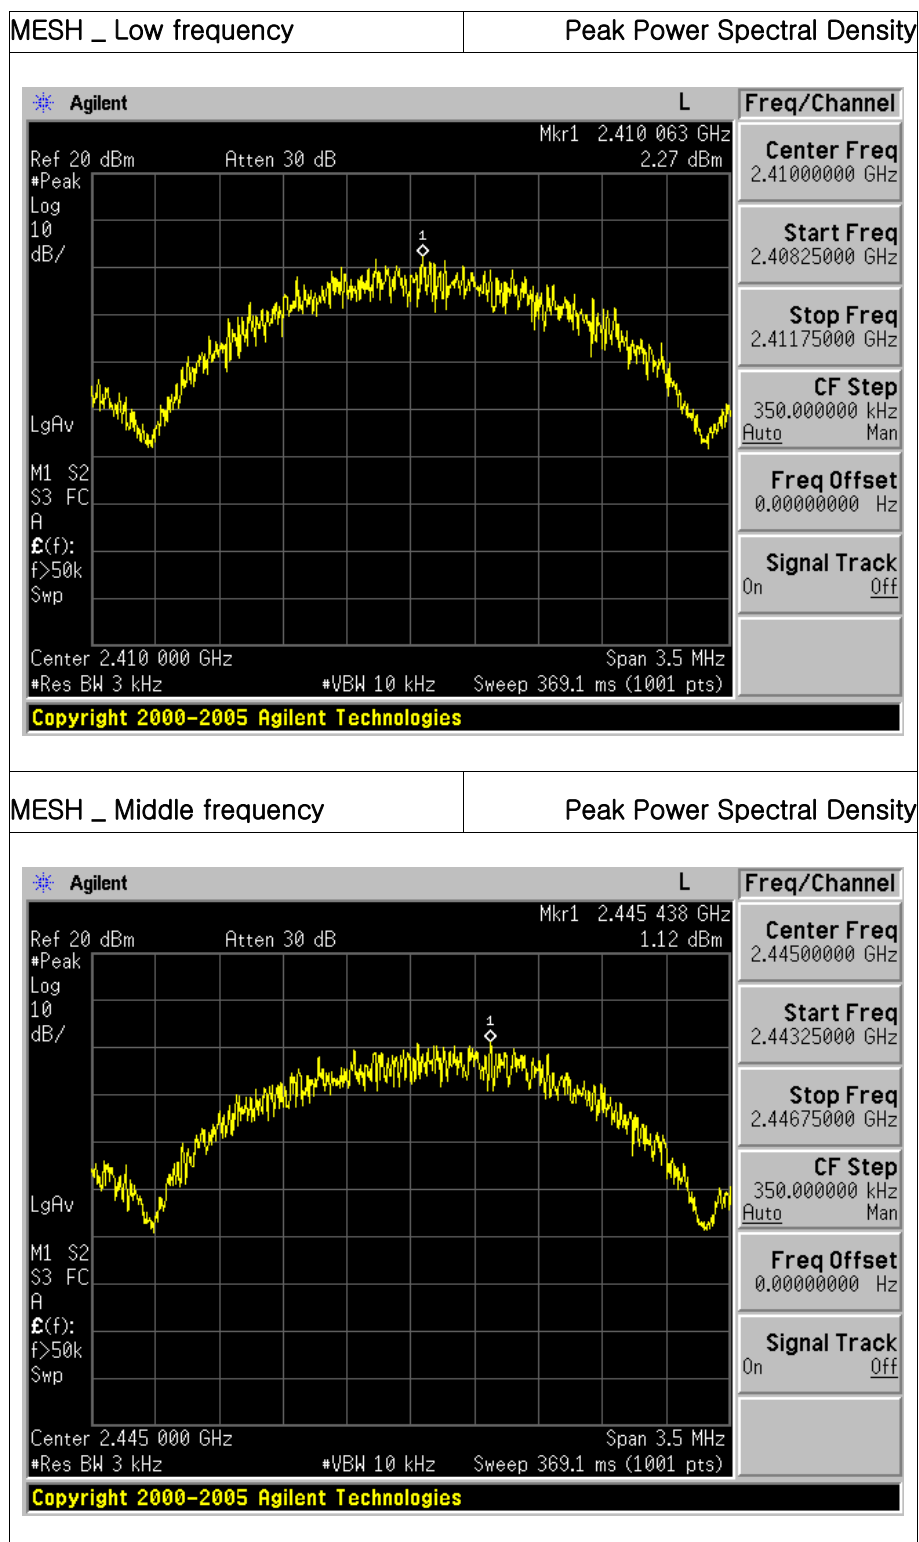 MESH _ Low frequency Peak Power Spectral Density
Agilent L Freq/Channel
Mkr1 2.410 063 GHz
Ref 20 dBm Atten 30 dB 2.27 dBm
#Peak
Log
10
dB/
1
LgAv
M1 S2
S3 FC
A
£(f):
f>50k
Swp
Center 2.410 000 GHz Span 3.5 MHz
#Res BW 3 kHz #VBW 10 kHz Sweep 369.1 ms (1001 pts)
Center Freq
2.41000000 GHz
Start Freq
2.40825000 GHz
Stop Freq
2.41175000 GHz
CF Step
350.000000 kHz
Auto Man
Freq Offset
0.00000000 Hz
Signal Track
On Off
Copyright 2000-2005 Agilent Technologies
MESH _ Middle frequency Peak Power Spectral Density
Agilent L Freq/Channel
Mkr1 2.445 438 GHz
Ref 20 dBm Atten 30 dB 1.12 dBm
#Peak
Log
10
dB/
1
LgAv
M1 S2
S3 FC
A
£(f):
f>50k
Swp
Center 2.445 000 GHz Span 3.5 MHz
#Res BW 3 kHz #VBW 10 kHz Sweep 369.1 ms (1001 pts)
Center Freq
2.44500000 GHz
Start Freq
2.44325000 GHz
Stop Freq
2.44675000 GHz
CF Step
350.000000 kHz
Auto Man
Freq Offset
0.00000000 Hz
Signal Track
On Off
Copyright 2000-2005 Agilent Technologies